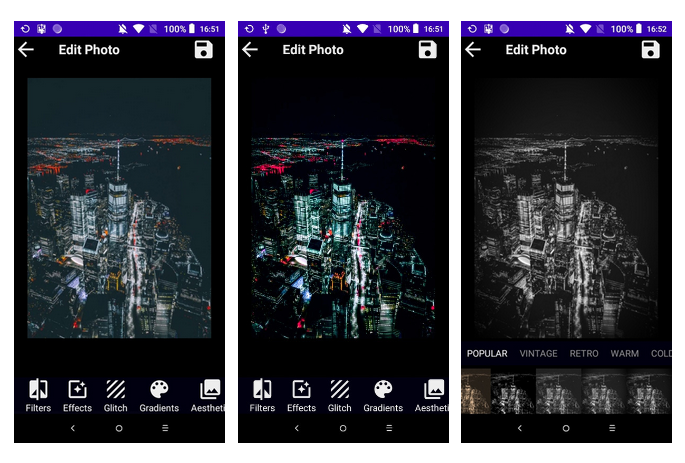 100% 16:51
Edit Photo
Filters Effects Glitch Gradients Aestheti
100% 16:51
Edit Photo
Filters Effects Glitch Gradients Aestheti
100% 16:52
Edit Photo
POPULAR VINTAGE RETRO WARM COLD